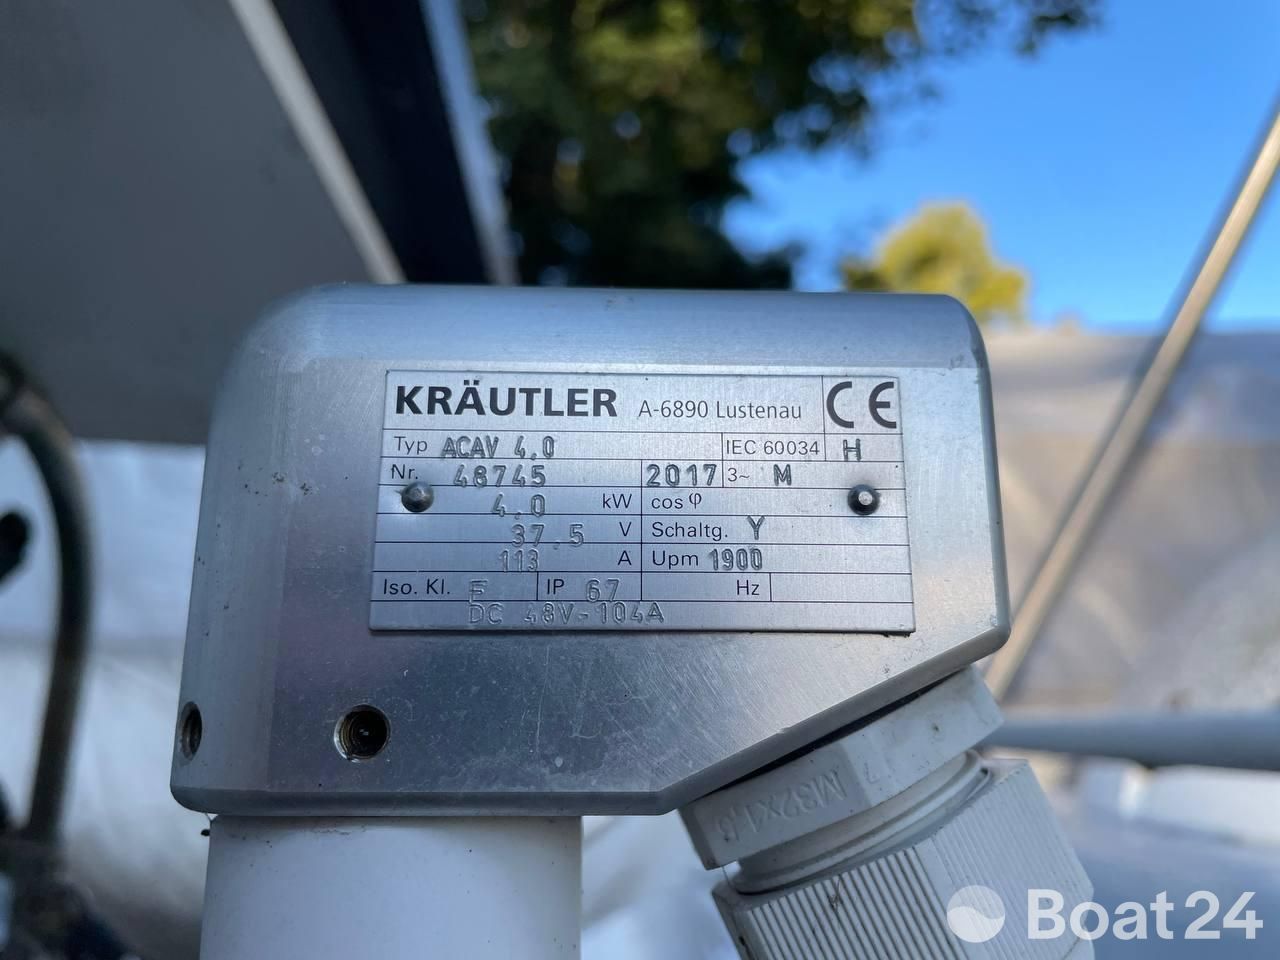 KRÄUTLER A-6890 Lustenau CE
Typ ACAV 4.0 IEC 60034 H
Nr. 48745 2017 3~ M
4.0 kW cos φ
37.5 V Schaltg. Y
113 A Upm 1900
Iso. Kl. F IP 67 Hz
DC 48V-104A
M32x1,5
Boat24